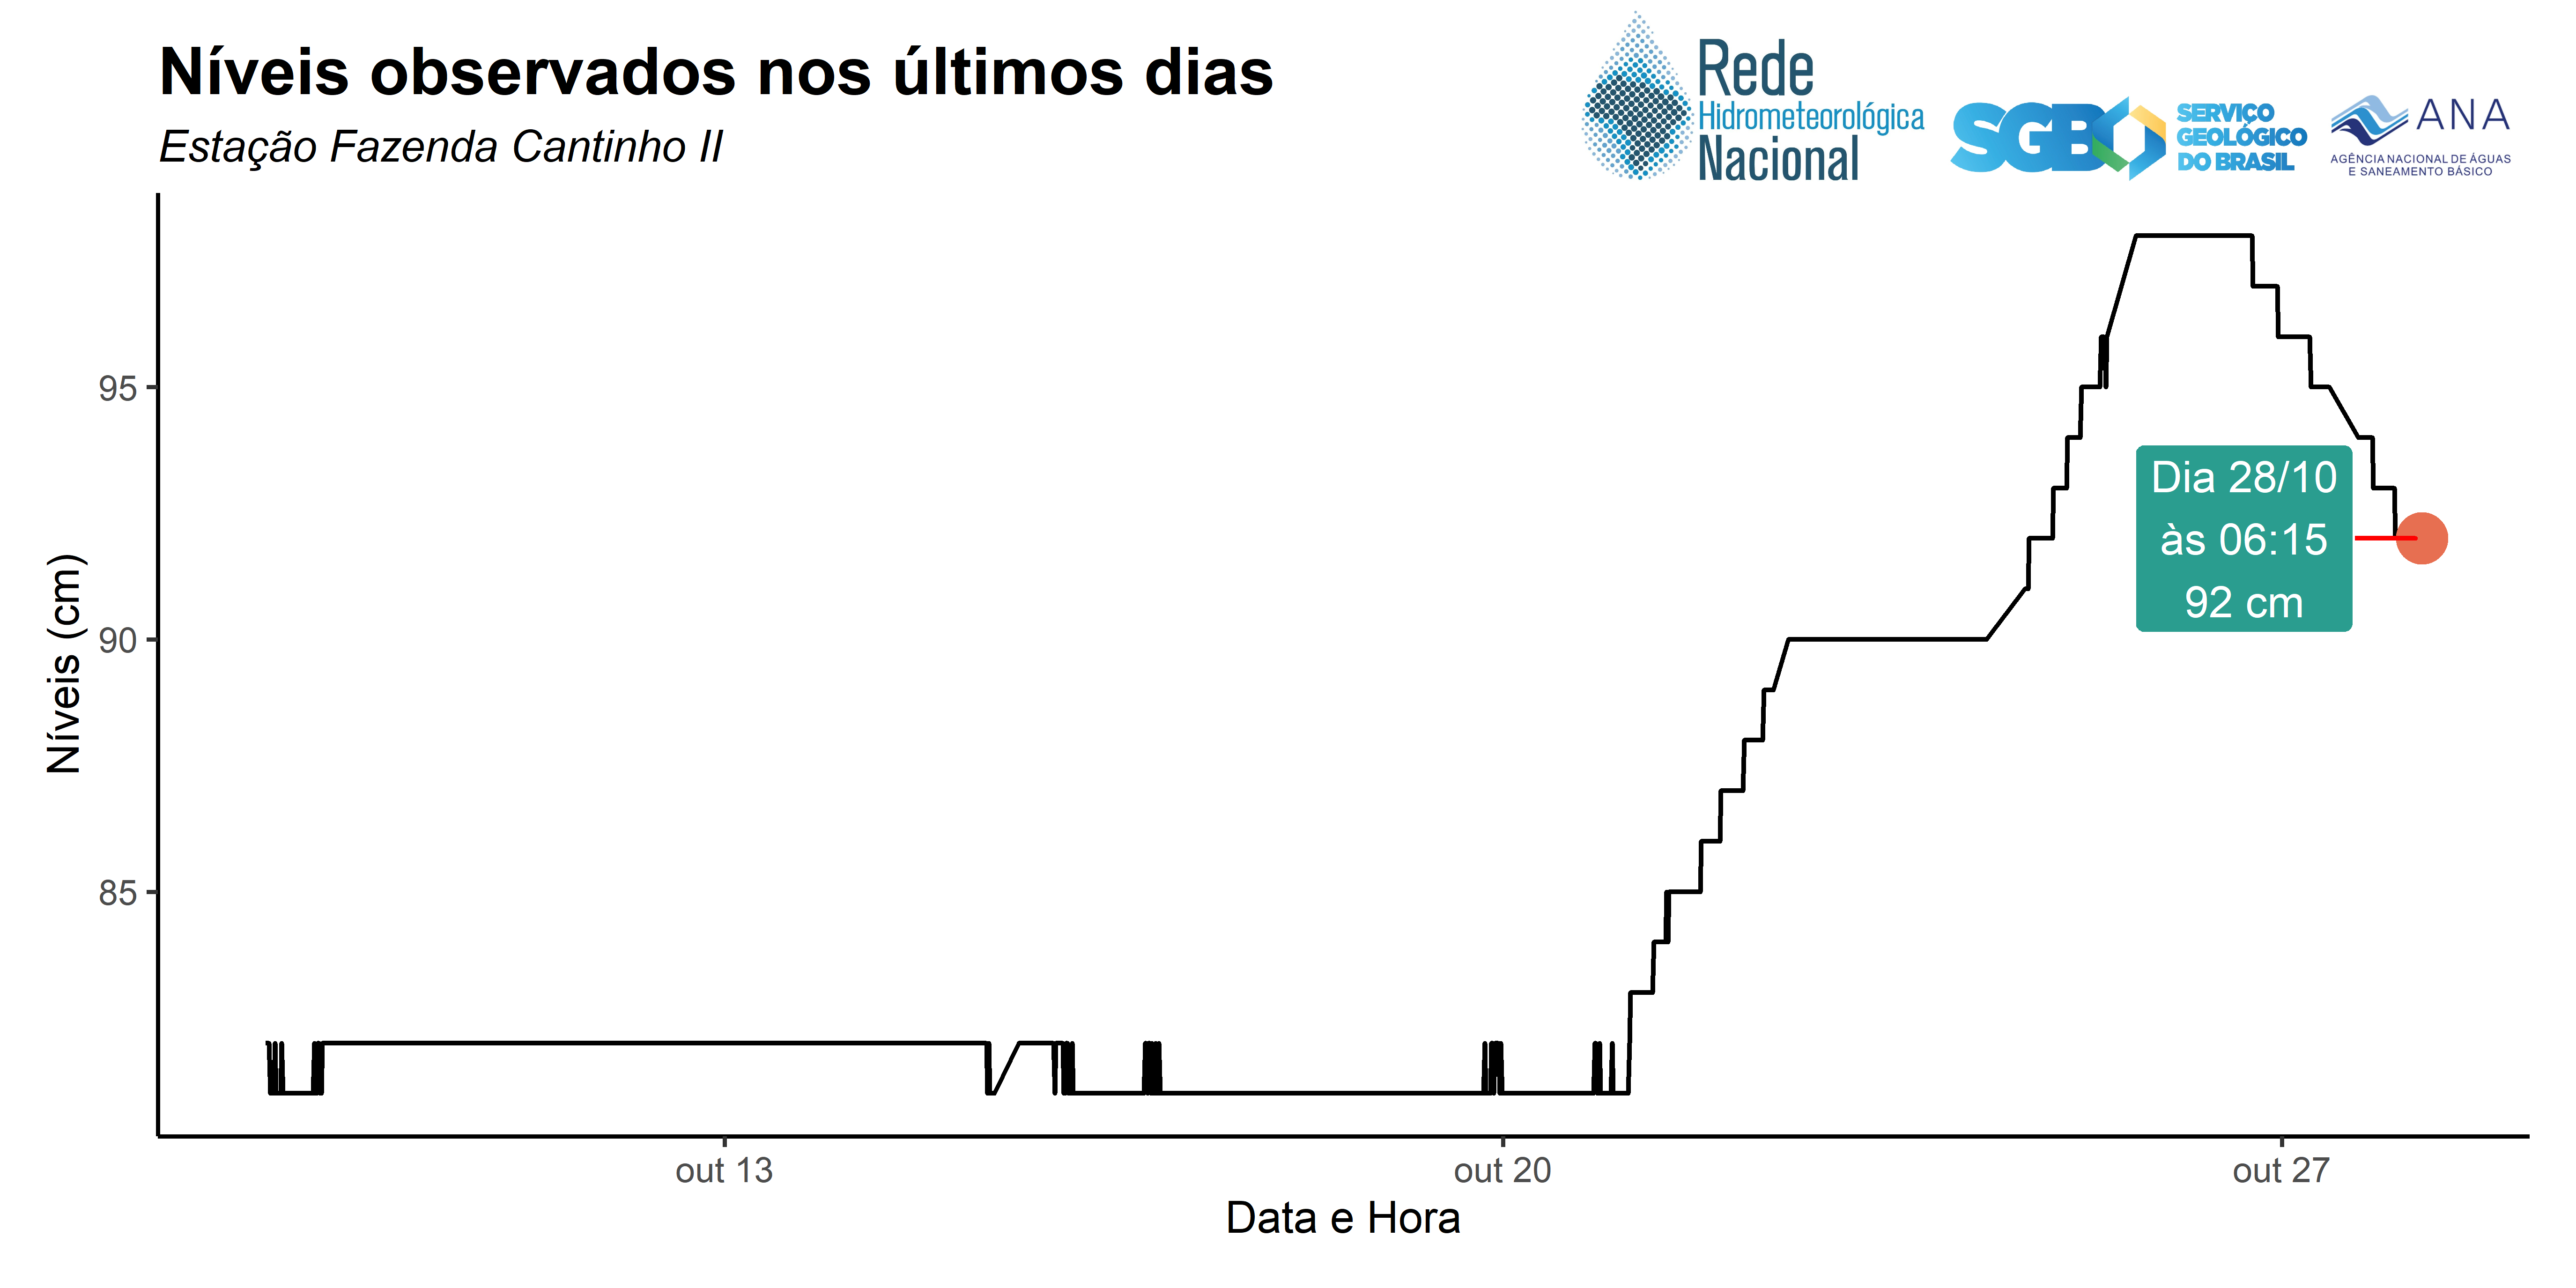 Níveis observados nos últimos dias
Estação Fazenda Cantinho II
Rede
Hidrometeorológica
Nacional
SGB
SERVIÇO
GEOLÓGICO
DO BRASIL
ANA
AGÊNCIA NACIONAL DE ÁGUAS
E SANEAMENTO BÁSICO
Níveis (cm)
95
90
85
Dia 28/10
às 06:15
92 cm
out 13
out 20
out 27
Data e Hora